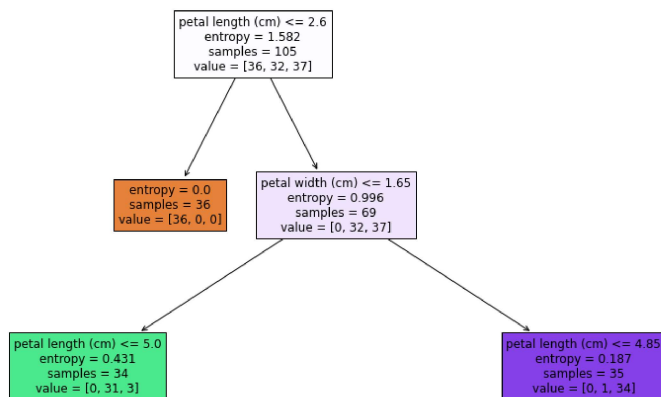 petal length (cm) <= 2.6
entropy = 1.582
samples = 105
value = [36, 32, 37]
entropy = 0.0
samples = 36
value = [36, 0, 0]
petal width (cm) <= 1.65
entropy = 0.996
samples = 69
value = [0, 32, 37]
petal length (cm) <= 5.0
entropy = 0.431
samples = 34
value = [0, 31, 3]
petal length (cm) <= 4.85
entropy = 0.187
samples = 35
value = [0, 1, 34]